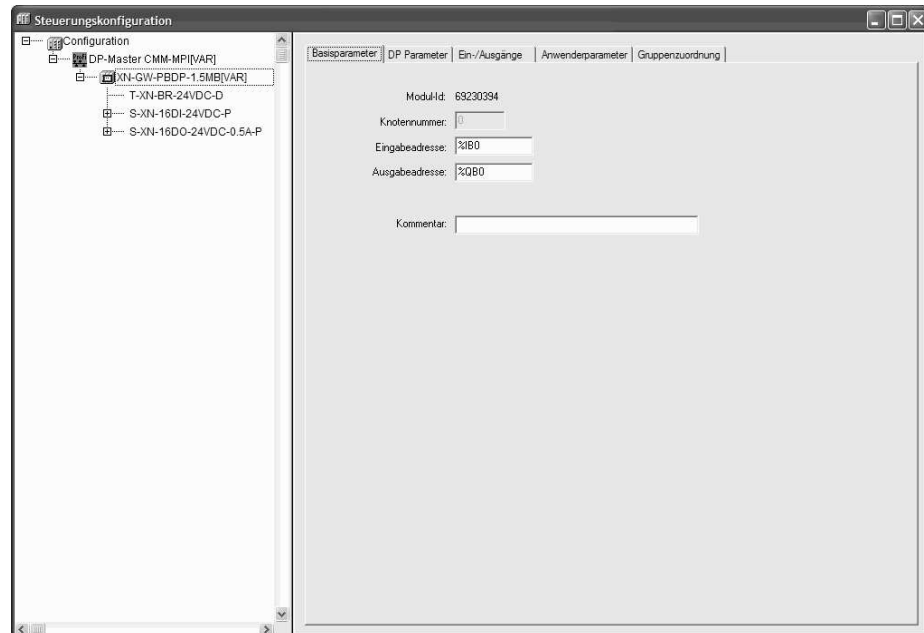 Steuerungskonfiguration
Configuration
DP-Master CMM-MPI[VAR]
XN-GW-PBDP-1.5MB[VAR]
T-XN-BR-24VDC-D
S-XN-16DI-24VDC-P
S-XN-16DO-24VDC-0.5A-P
Basisparameter DP Parameter Ein-/Ausgänge Anwenderparameter Gruppenzuordnung
Modul-Id: 69230394
Knotennummer: 0
Eingabeadresse: %IB0
Ausgabeadresse: %QB0
Kommentar: